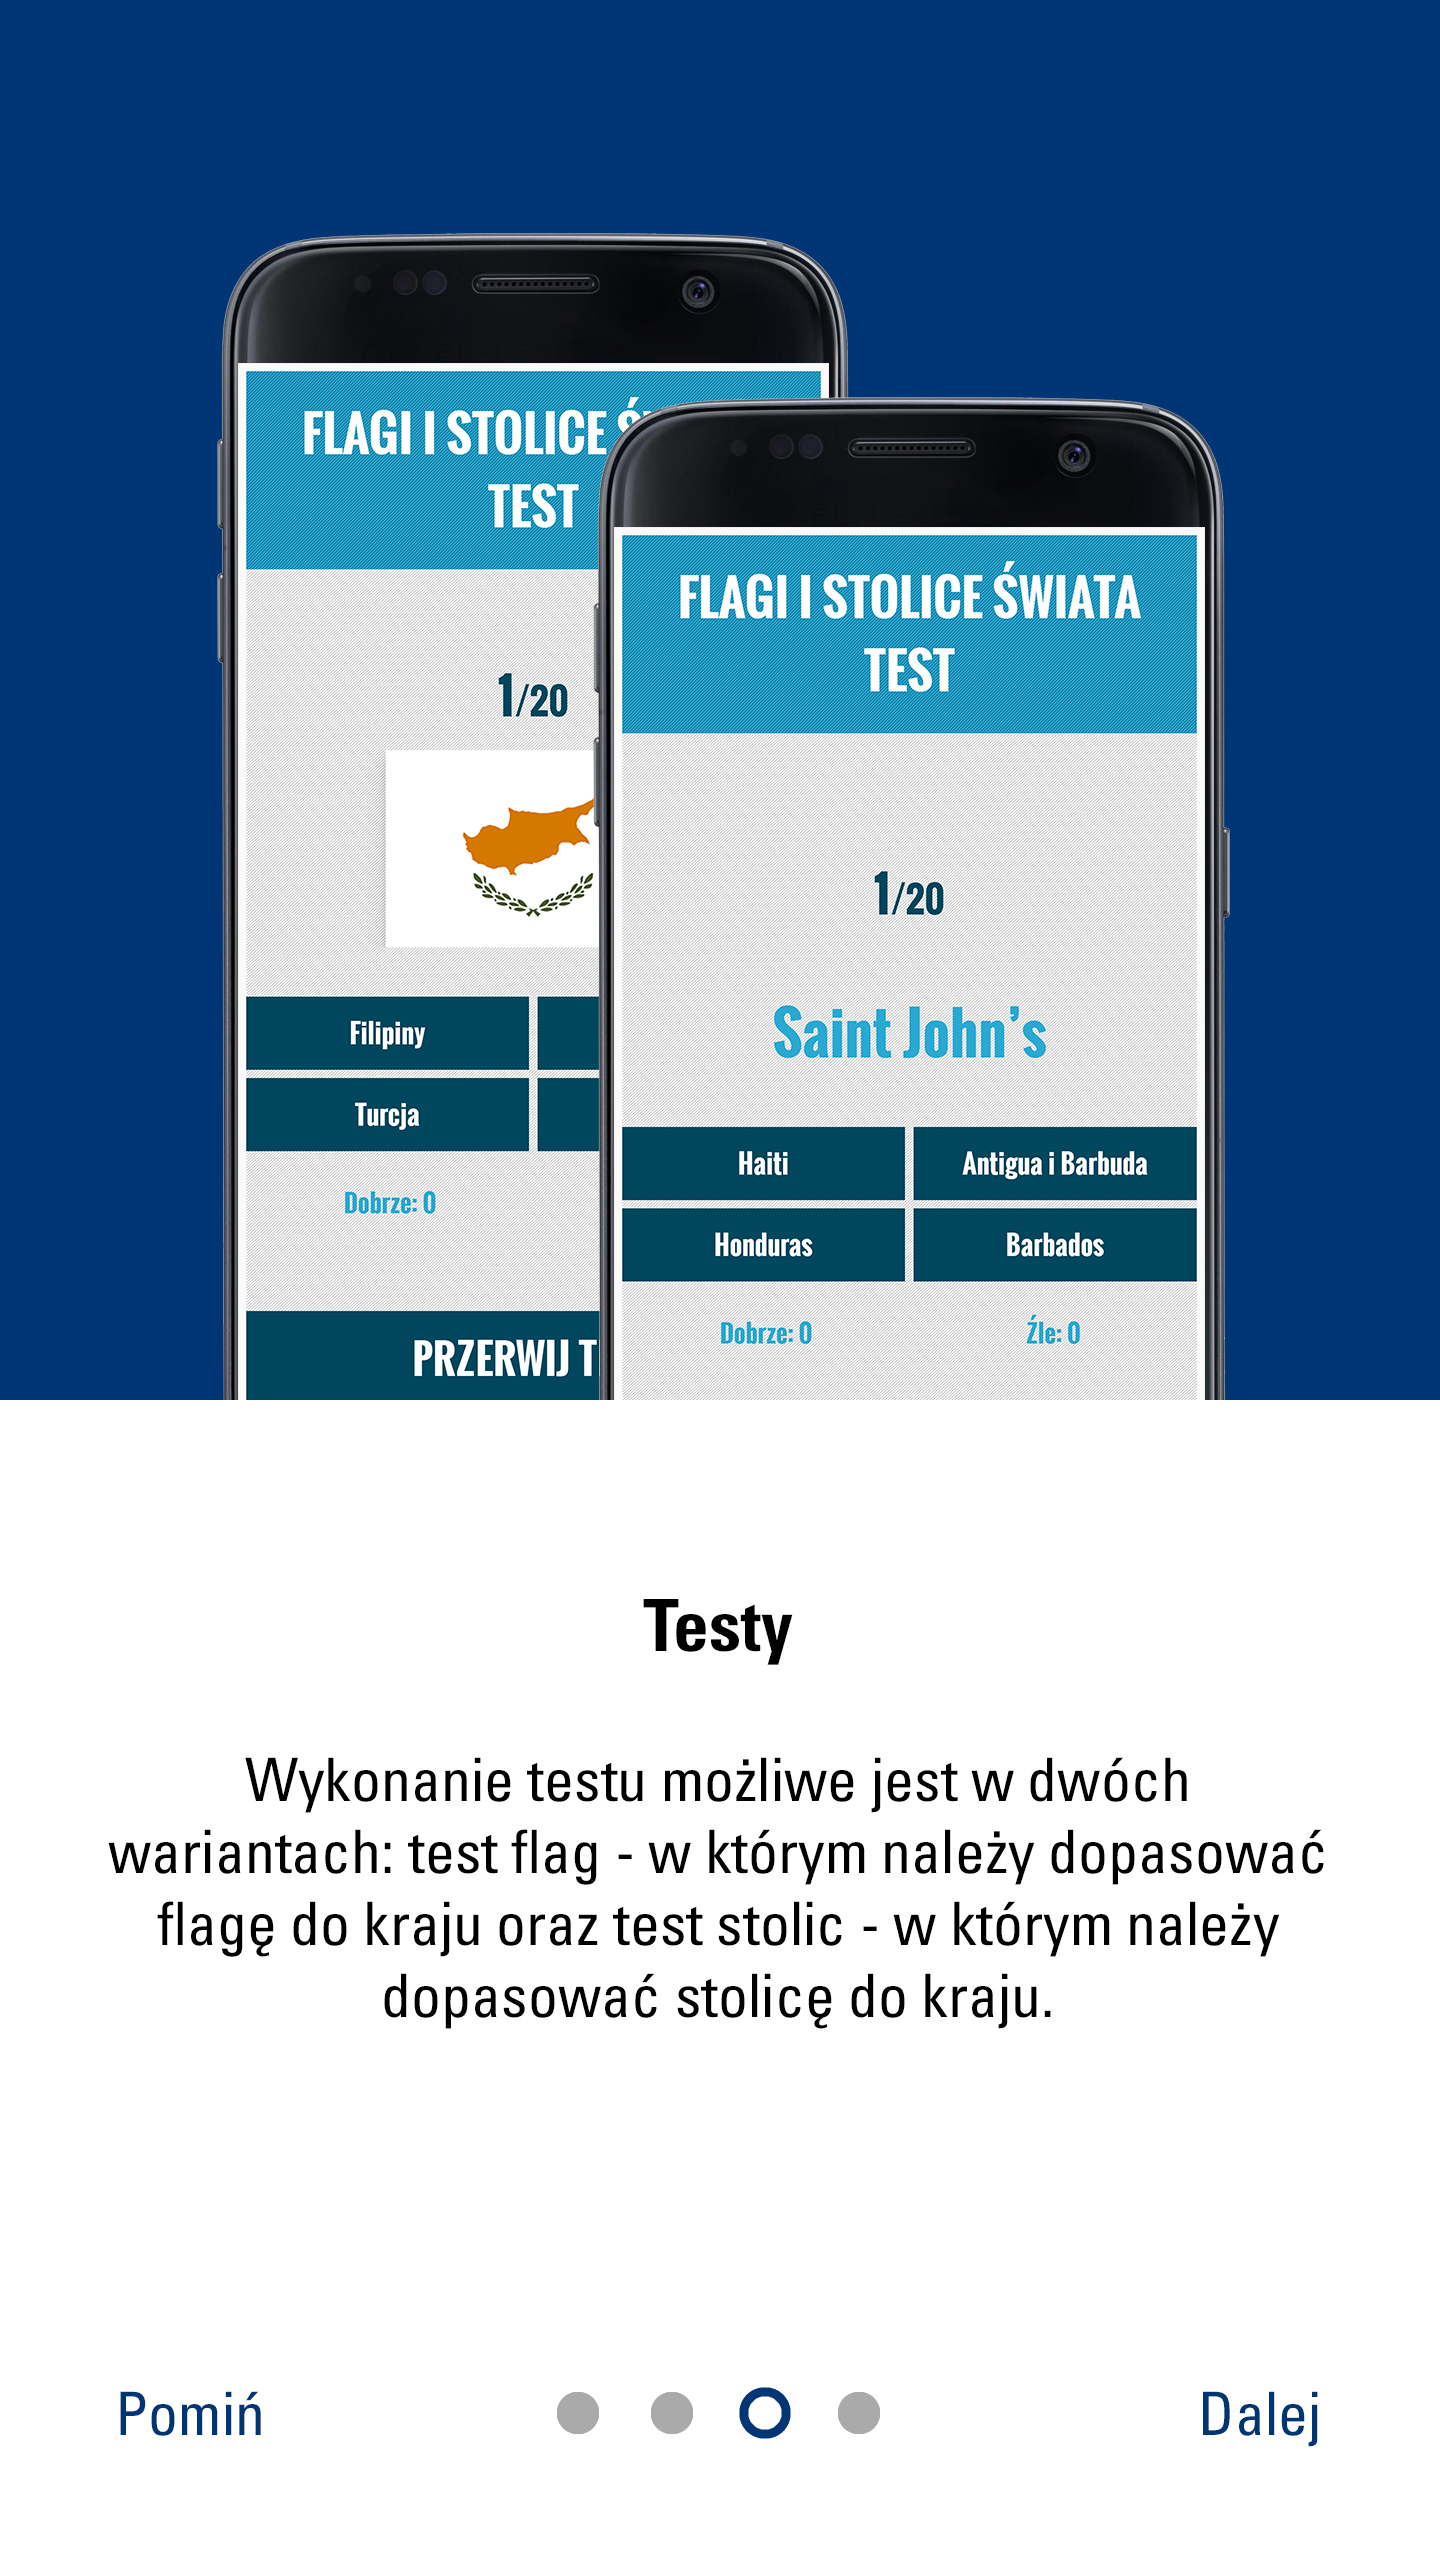 FLAGI I STOLICE
TEST
1/20
Filipiny
Turcja
Dobrze: 0
PRZERWIJ
FLAGI I STOLICE ŚWIATA
TEST
1/20
Saint John’s
Haiti
Antigua i Barbuda
Honduras
Barbados
Dobrze: 0
Źle: 0
Testy
Wykonanie testu możliwe jest w dwóch
wariantach: test flag - w którym należy dopasować
flagę do kraju oraz test stolic - w którym należy
dopasować stolicę do kraju.
Pomiń
Dalej